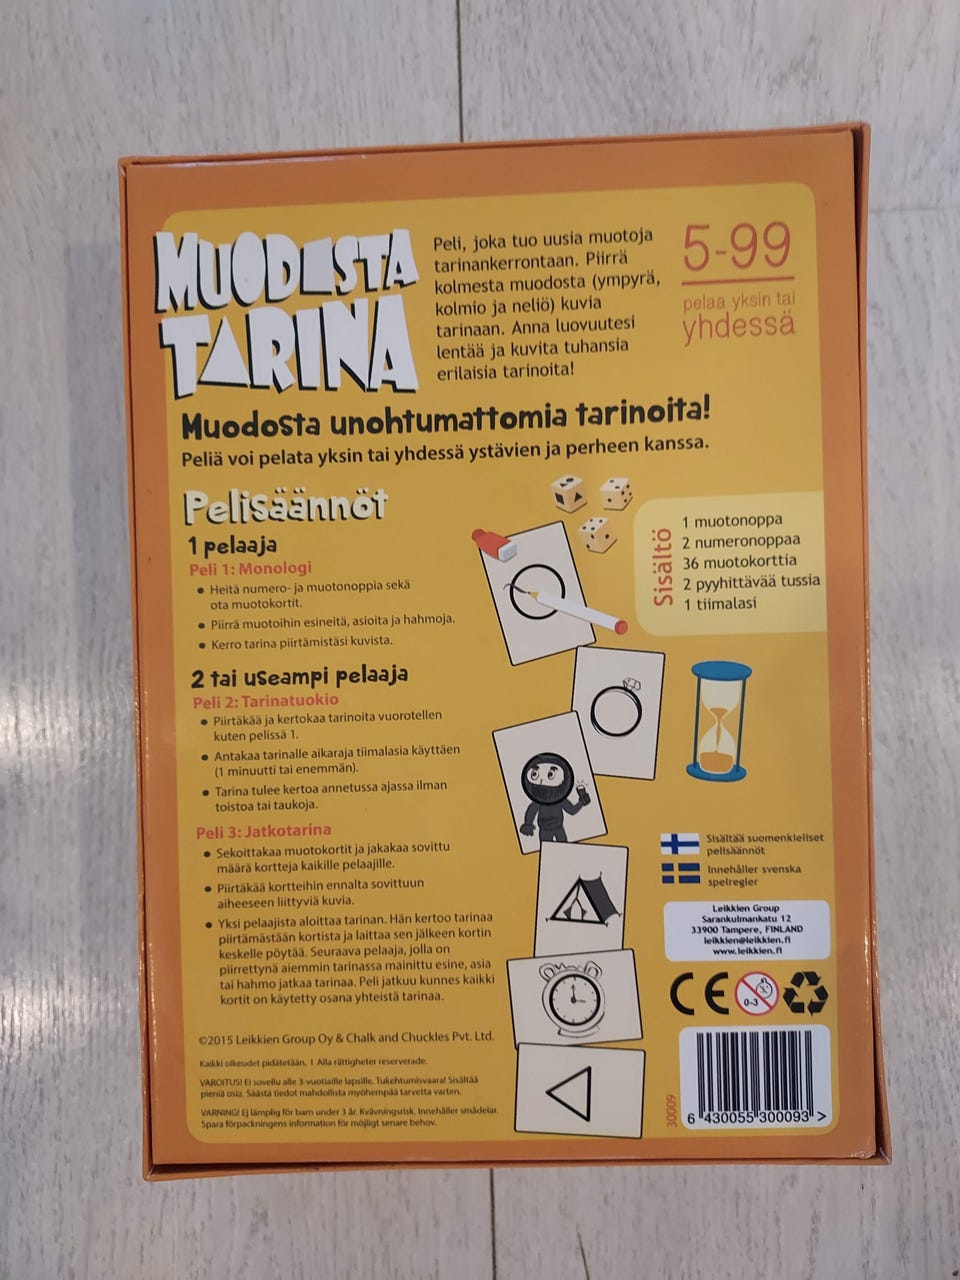 MUODOSTA
TARINA
Peli, joka tuo uusia muotoja
tarinankerrontaan. Piirrä
kolmesta muodosta (ympyrä,
kolmio ja neliö) kuvia
tarinaan. Anna luovuutesi
lentää ja kuvita tuhansia
erilaisia tarinoita!
5-99
pelaa yksin tai
yhdessä
Muodosta unohtumattomia tarinoita!
Peliä voi pelata yksin tai yhdessä ystävien ja perheen kanssa.
Pelisäännöt
1 pelaaja
Peli 1: Monologi
• Heitä numero- ja muotonoppia sekä
ota muotokortit.
• Piirrä muotoihin esineitä, asioita ja hahmoja.
• Kerro tarina piirtämistäsi kuvista.
2 tai useampi pelaaja
Peli 2: Tarinatuokio
• Piirtäkää ja kertokaa tarinoita vuorotellen
kuten pelissä 1.
• Antakaa tarinalle aikaraja tiimalasia käyttäen
(1 minuutti tai enemmän).
• Tarina tulee kertoa annetussa ajassa ilman
toistoa tai taukoja.
Peli 3: Jatkotarina
• Sekoittakaa muotokortit ja jakakaa sovittu
määrä kortteja kaikille pelaajille.
• Piirtäkää kortteihin ennalta sovittuun
aiheeseen liittyviä kuvia.
• Yksi pelaajista aloittaa tarinan. Hän kertoo tarinaa
piirtämästään kortista ja laittaa sen jälkeen kortin
keskelle pöytää. Seuraava pelaaja, jolla on
piirrettynä aiemmin tarinassa mainittu esine, asia
tai hahmo jatkaa tarinaa. Peli jatkuu kunnes kaikki
kortit on käytetty osana yhteistä tarinaa.
Sisältö
1 muotonoppa
2 numeronoppaa
36 muotokorttia
2 pyyhittävää tussia
1 tiimalasi
Sisältää suomenkieliset
pelisäännöt
Innehåller svenska
spelregler
Leikkien Group
Sarankulmankatu 12
33900 Tampere, FINLAND
leikkien@leikkien.fi
www.leikkien.fi
CE
0-3
©2015 Leikkien Group Oy & Chalk and Chuckles Pvt. Ltd.
Kaikki oikeudet pidätetään. I Alla rättigheter reserverade.
VAROITUS! Ei sovellu alle 3-vuotiaille lapsille. Tukehtumisvaara! Sisältää
pieniä osia. Säästä tiedot mahdollista myöhempää tarvetta varten.
VARNING! Ej lämplig för barn under 3 år. Kvävningsrisk. Innehåller smådelar.
Spara förpackningens information för möjligt senare behov.
30009
6 430055 300093 >